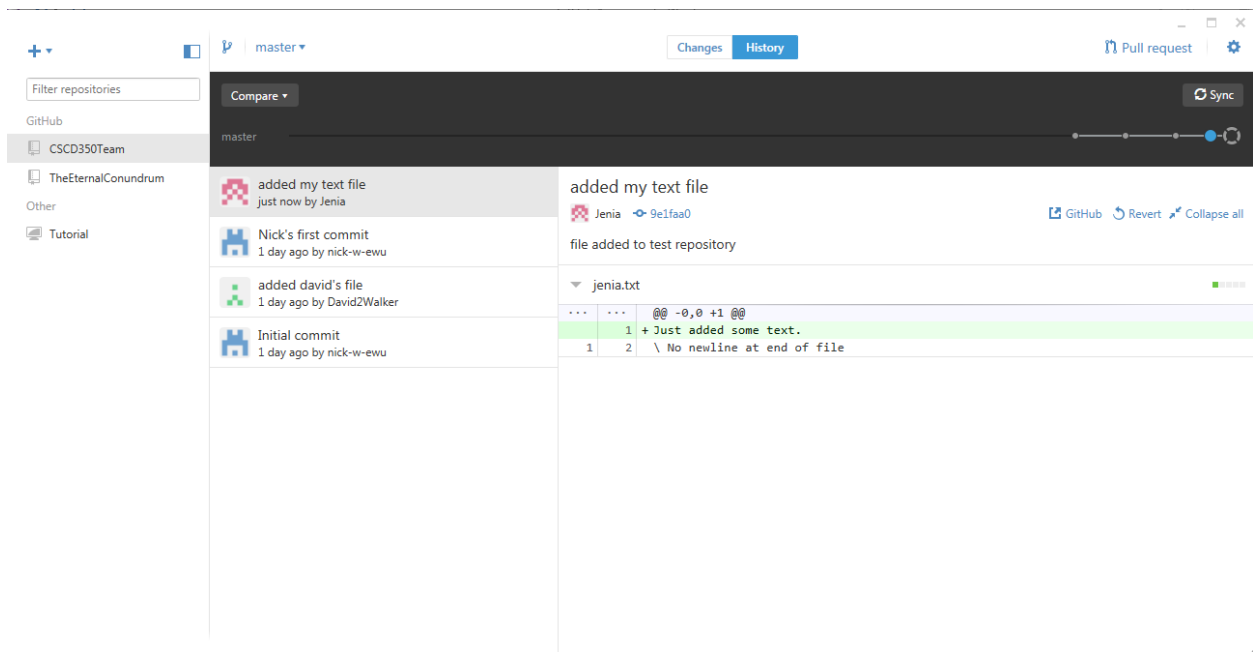 master
Changes
History
Pull request
Filter repositories
GitHub
CSCD350Team
TheEternalConundrum
Other
Tutorial
Compare
Sync
master
added my text file
just now by Jenia
Nick's first commit
1 day ago by nick-w-ewu
added david's file
1 day ago by David2Walker
Initial commit
1 day ago by nick-w-ewu
added my text file
Jenia 9e1faa0
GitHub Revert Collapse all
file added to test repository
jenia.txt
... ... @@ -0,0 +1 @@
1 + Just added some text.
1 2 \ No newline at end of file